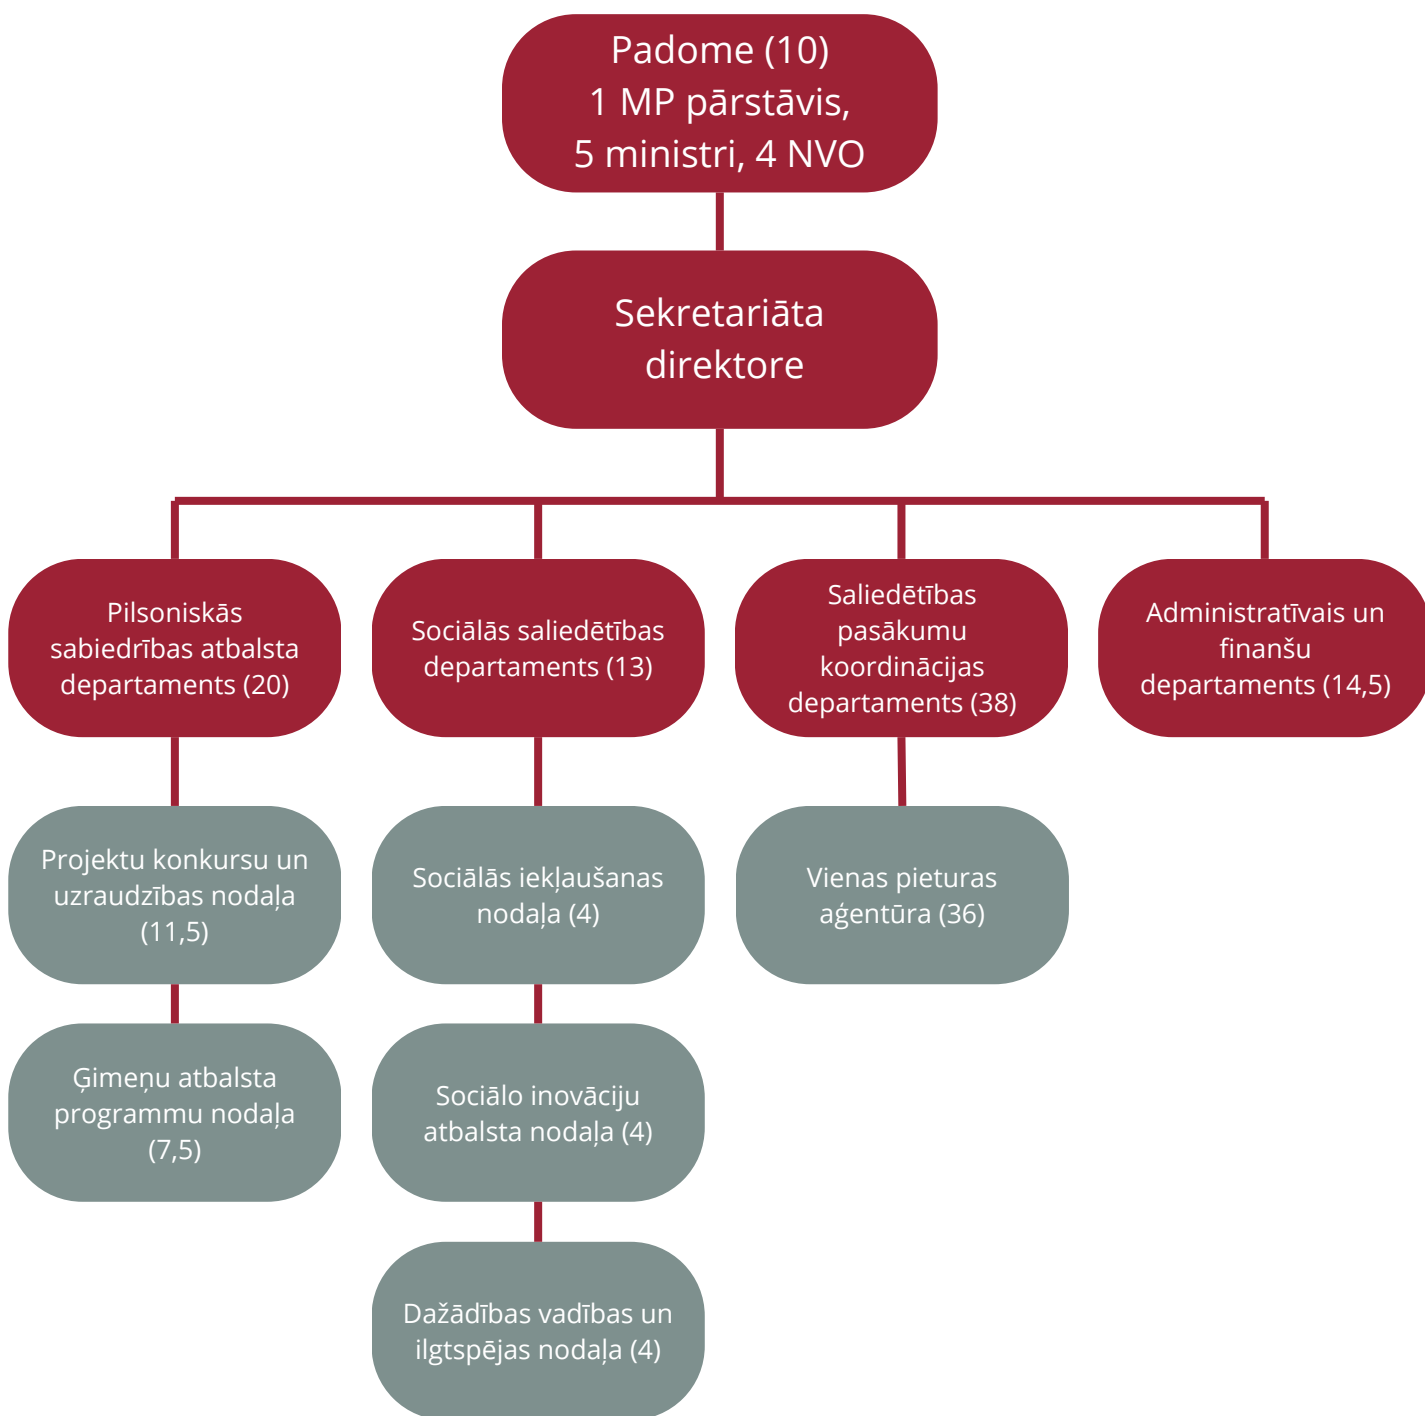 Padome (10)
1 MP pārstāvis,
5 ministri, 4 NVO
Sekretariāta
direktore
Pilsoniskās
sabiedrības atbalsta
departaments (20)
Sociālās saliedētības
departaments (13)
Saliedētības
pasākumu
koordinācijas
departaments (38)
Administratīvais un
finanšu
departaments (14,5)
Projektu konkursu un
uzraudzības nodaļa
(11,5)
Sociālās iekļaušanas
nodaļa (4)
Vienas pieturas
aģentūra (36)
Ģimeņu atbalsta
programmu nodaļa
(7,5)
Sociālo inovāciju
atbalsta nodaļa (4)
Dažādības vadības un
ilgtspējas nodaļa (4)